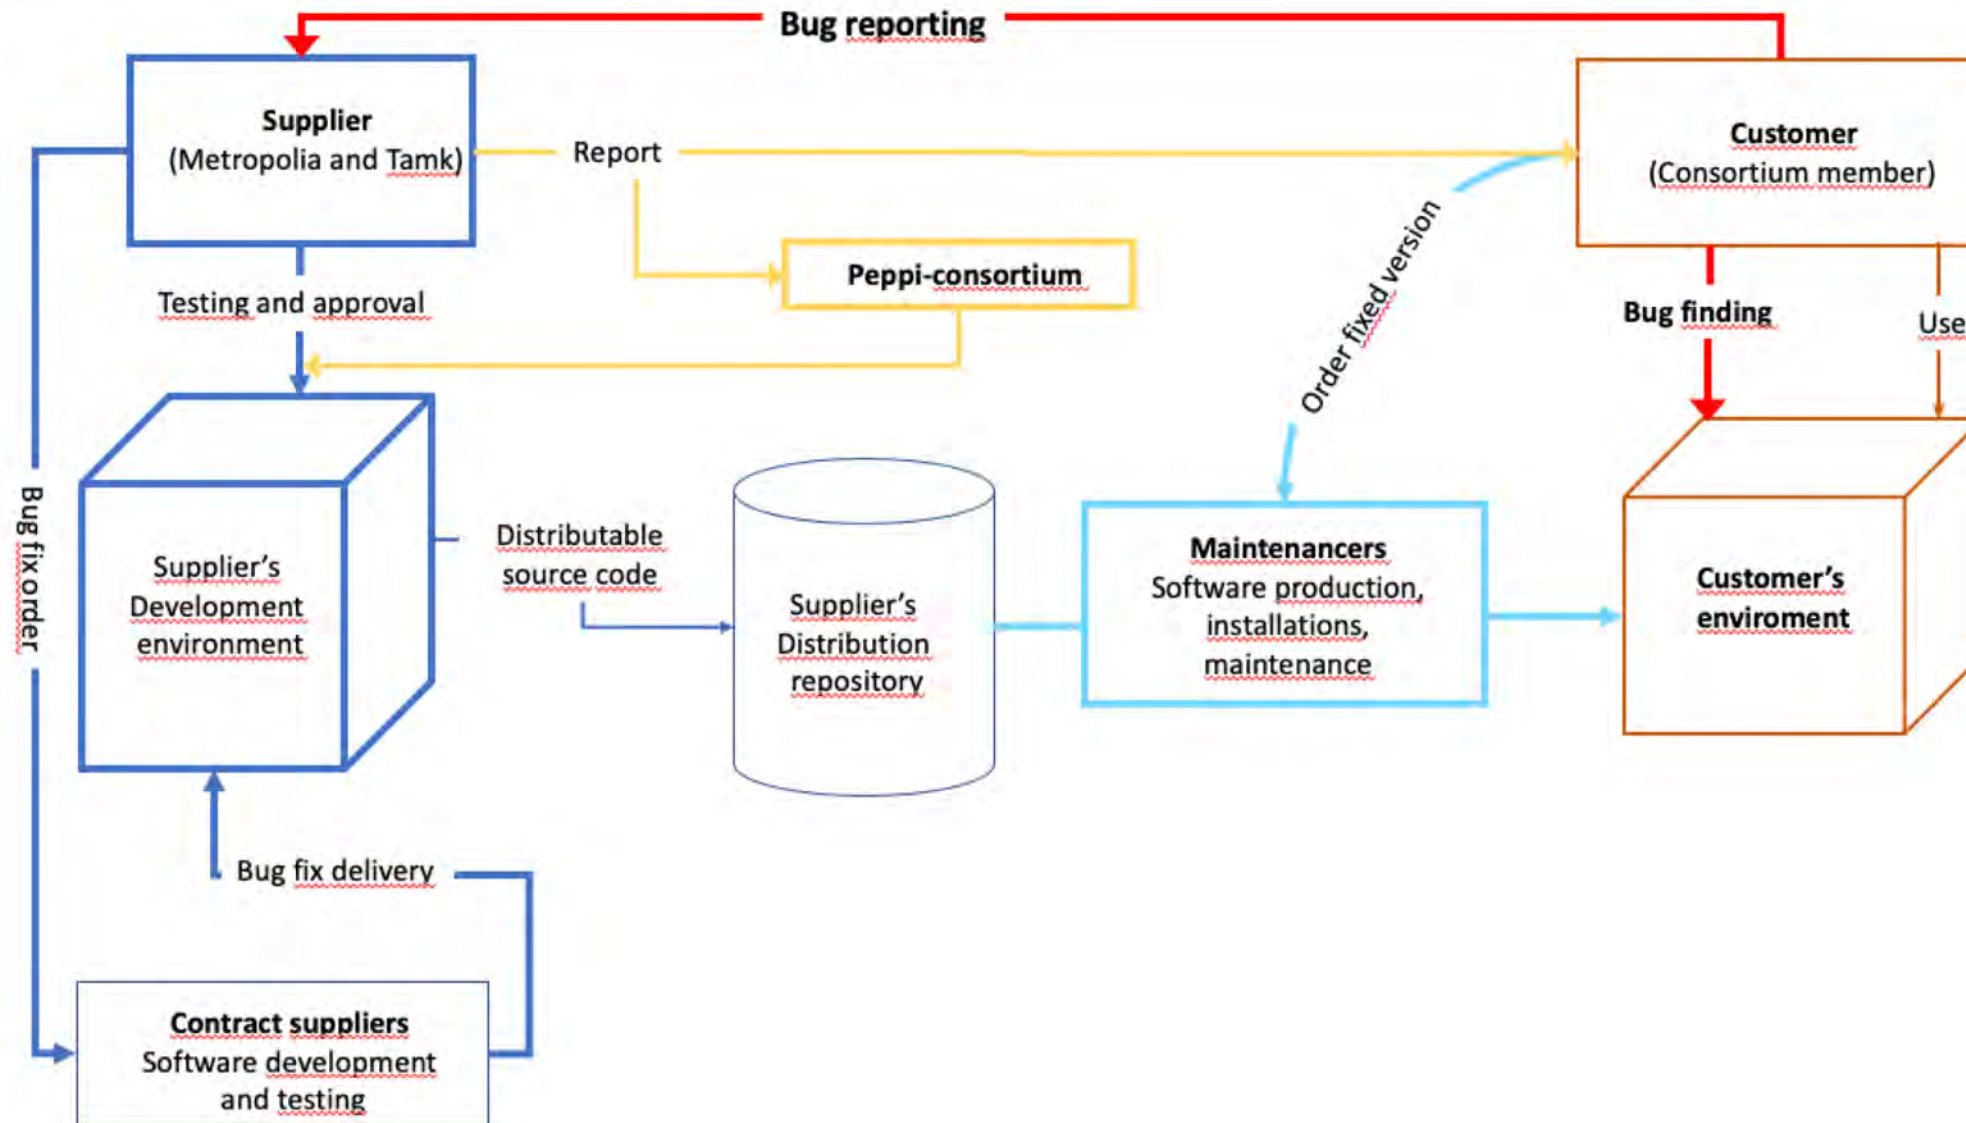 Bug reporting
Supplier
(Metropolia and Tamk)
Report
Customer
(Consortium member)
Peppi-consortium
Testing and approval
Order fixed version
Bug finding
Use
Bug fix order
Supplier's
Development
environment
Distributable
source code
Supplier's
Distribution
repository
Maintenancers
Software production,
installations,
maintenance
Customer's
enviroment
Bug fix delivery
Contract suppliers
Software development
and testing